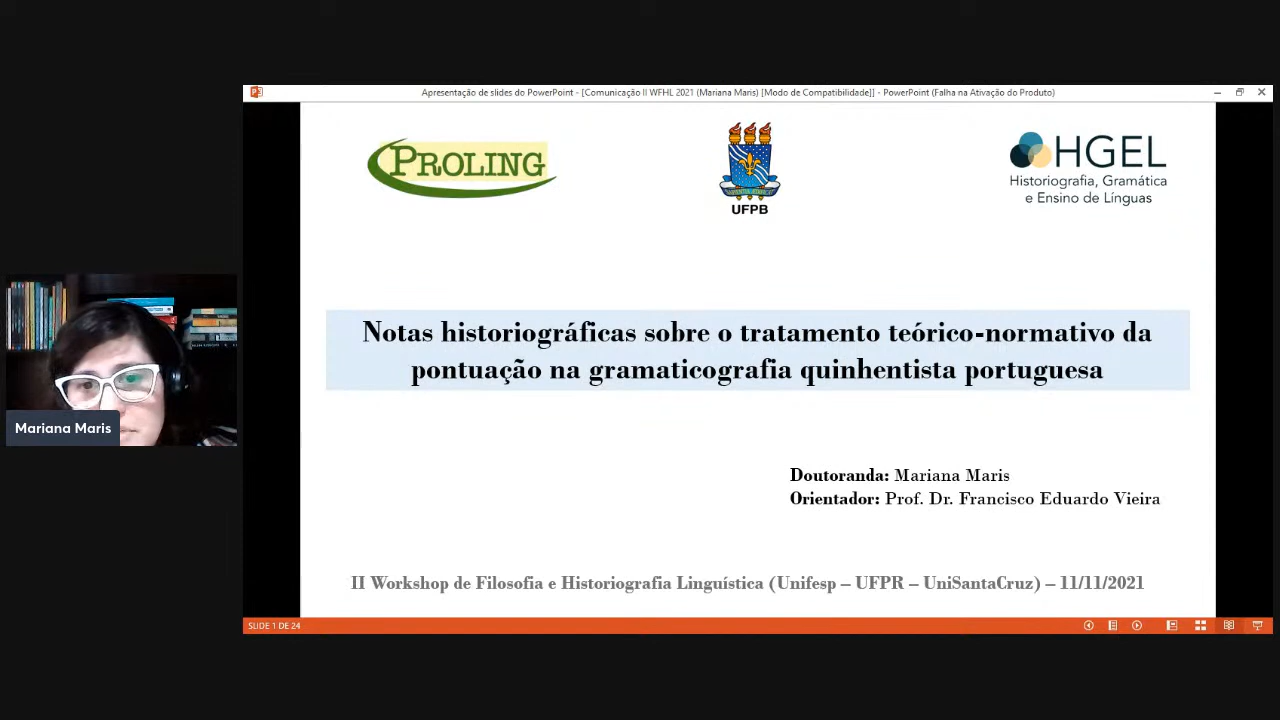 Apresentação de slides do PowerPoint - [Comunicação II WFHL 2021 (Mariana Maris) [Modo de Compatibilidade]] - PowerPoint (Falha na Ativação do Produto)
PROLING
UFPB
HGEL
Historiografia, Gramática
e Ensino de Línguas
Notas historiográficas sobre o tratamento teórico-normativo da
pontuação na gramaticografia quinhentista portuguesa
Mariana Maris
Doutoranda: Mariana Maris
Orientador: Prof. Dr. Francisco Eduardo Vieira
II Workshop de Filosofia e Historiografia Linguística (Unifesp – UFPR – UniSantaCruz) – 11/11/2021
SLIDE 1 DE 24